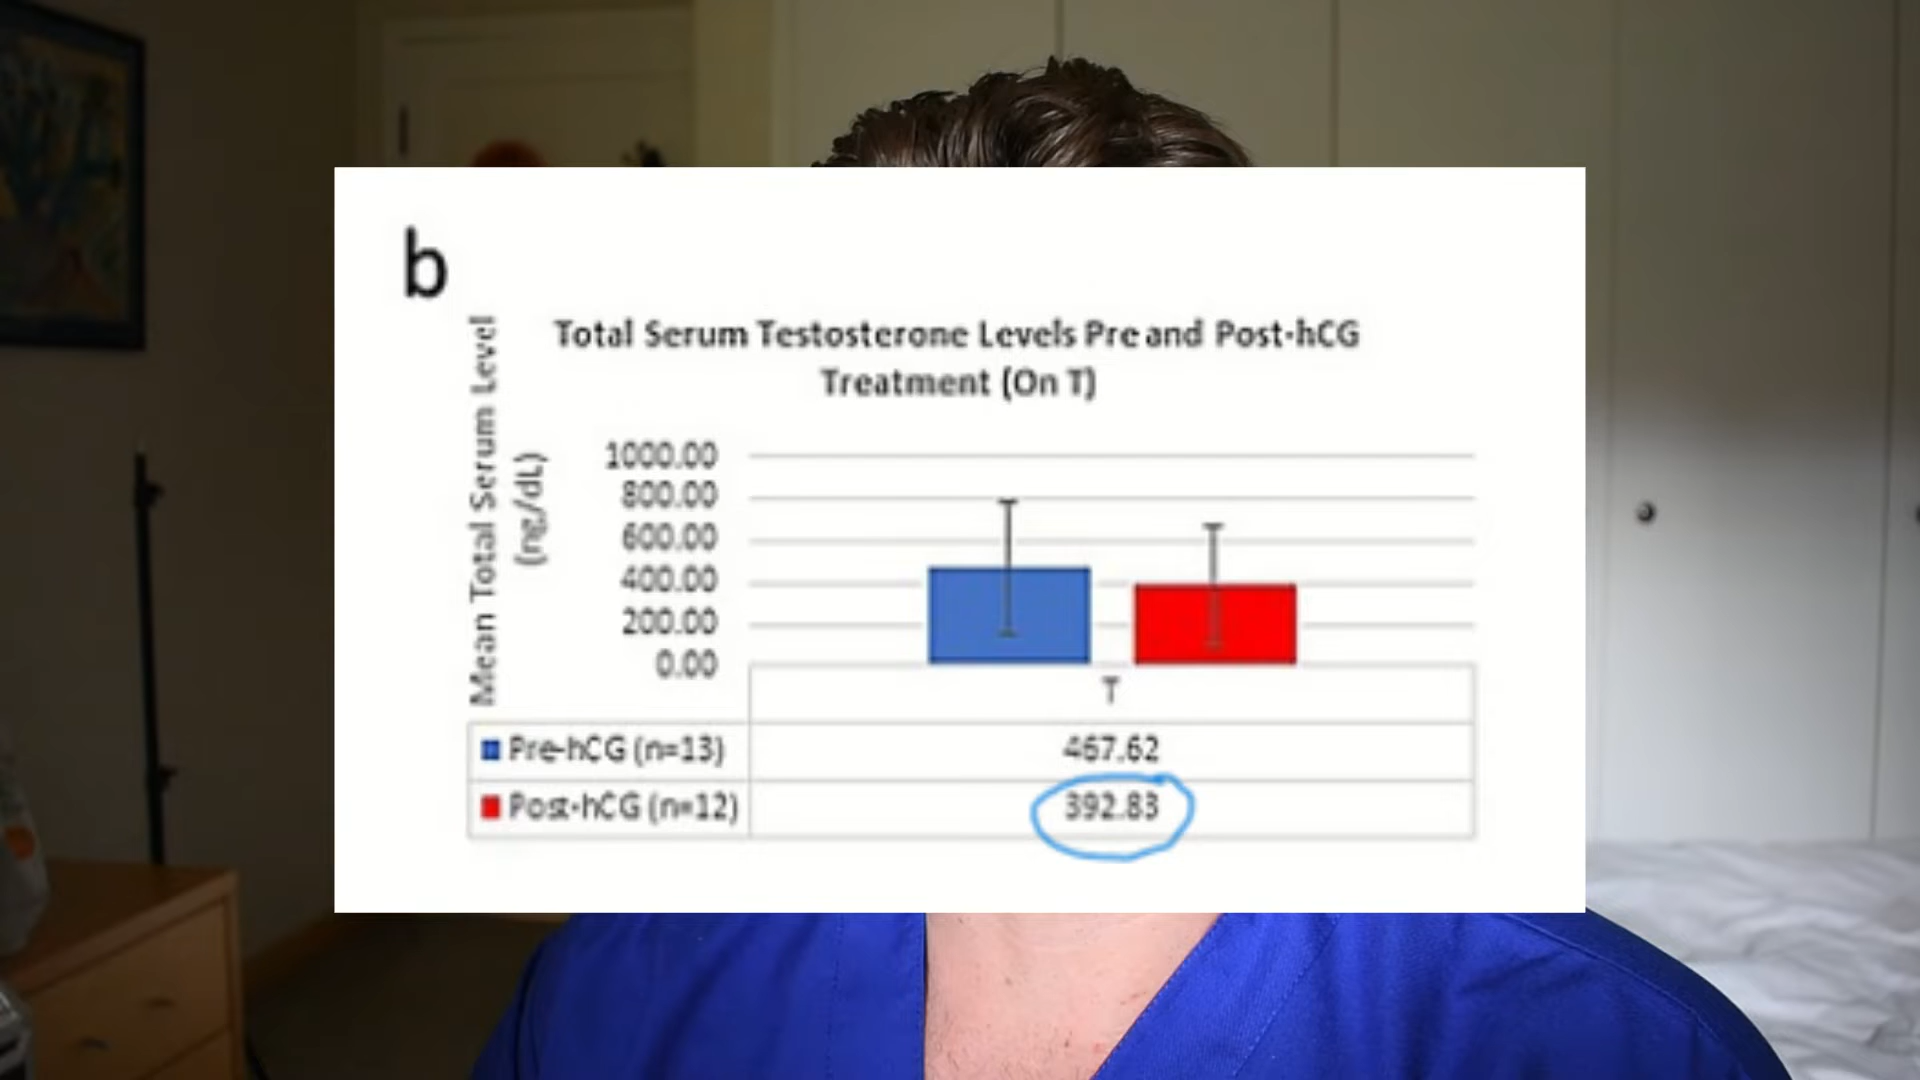 b
Total Serum Testosterone Levels Pre and Post-hCG
Treatment (On T)
Mean Total Serum Level
(ng/dL)
1000.00
800.00
600.00
400.00
200.00
0.00
T
Pre-hCG (n=13) 467.62
Post-hCG (n=12) 392.83